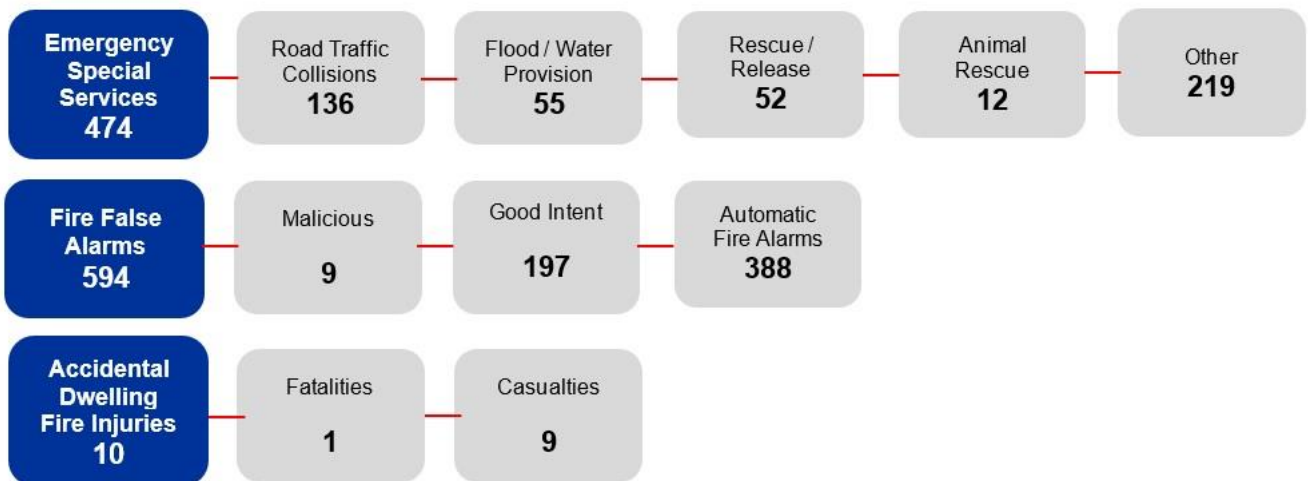 Emergency
Special
Services
474
Road Traffic
Collisions
136
Flood / Water
Provision
55
Rescue /
Release
52
Animal
Rescue
12
Other
219
Fire False
Alarms
594
Malicious
9
Good Intent
197
Automatic
Fire Alarms
388
Accidental
Dwelling
Fire Injuries
10
Fatalities
1
Casualties
9